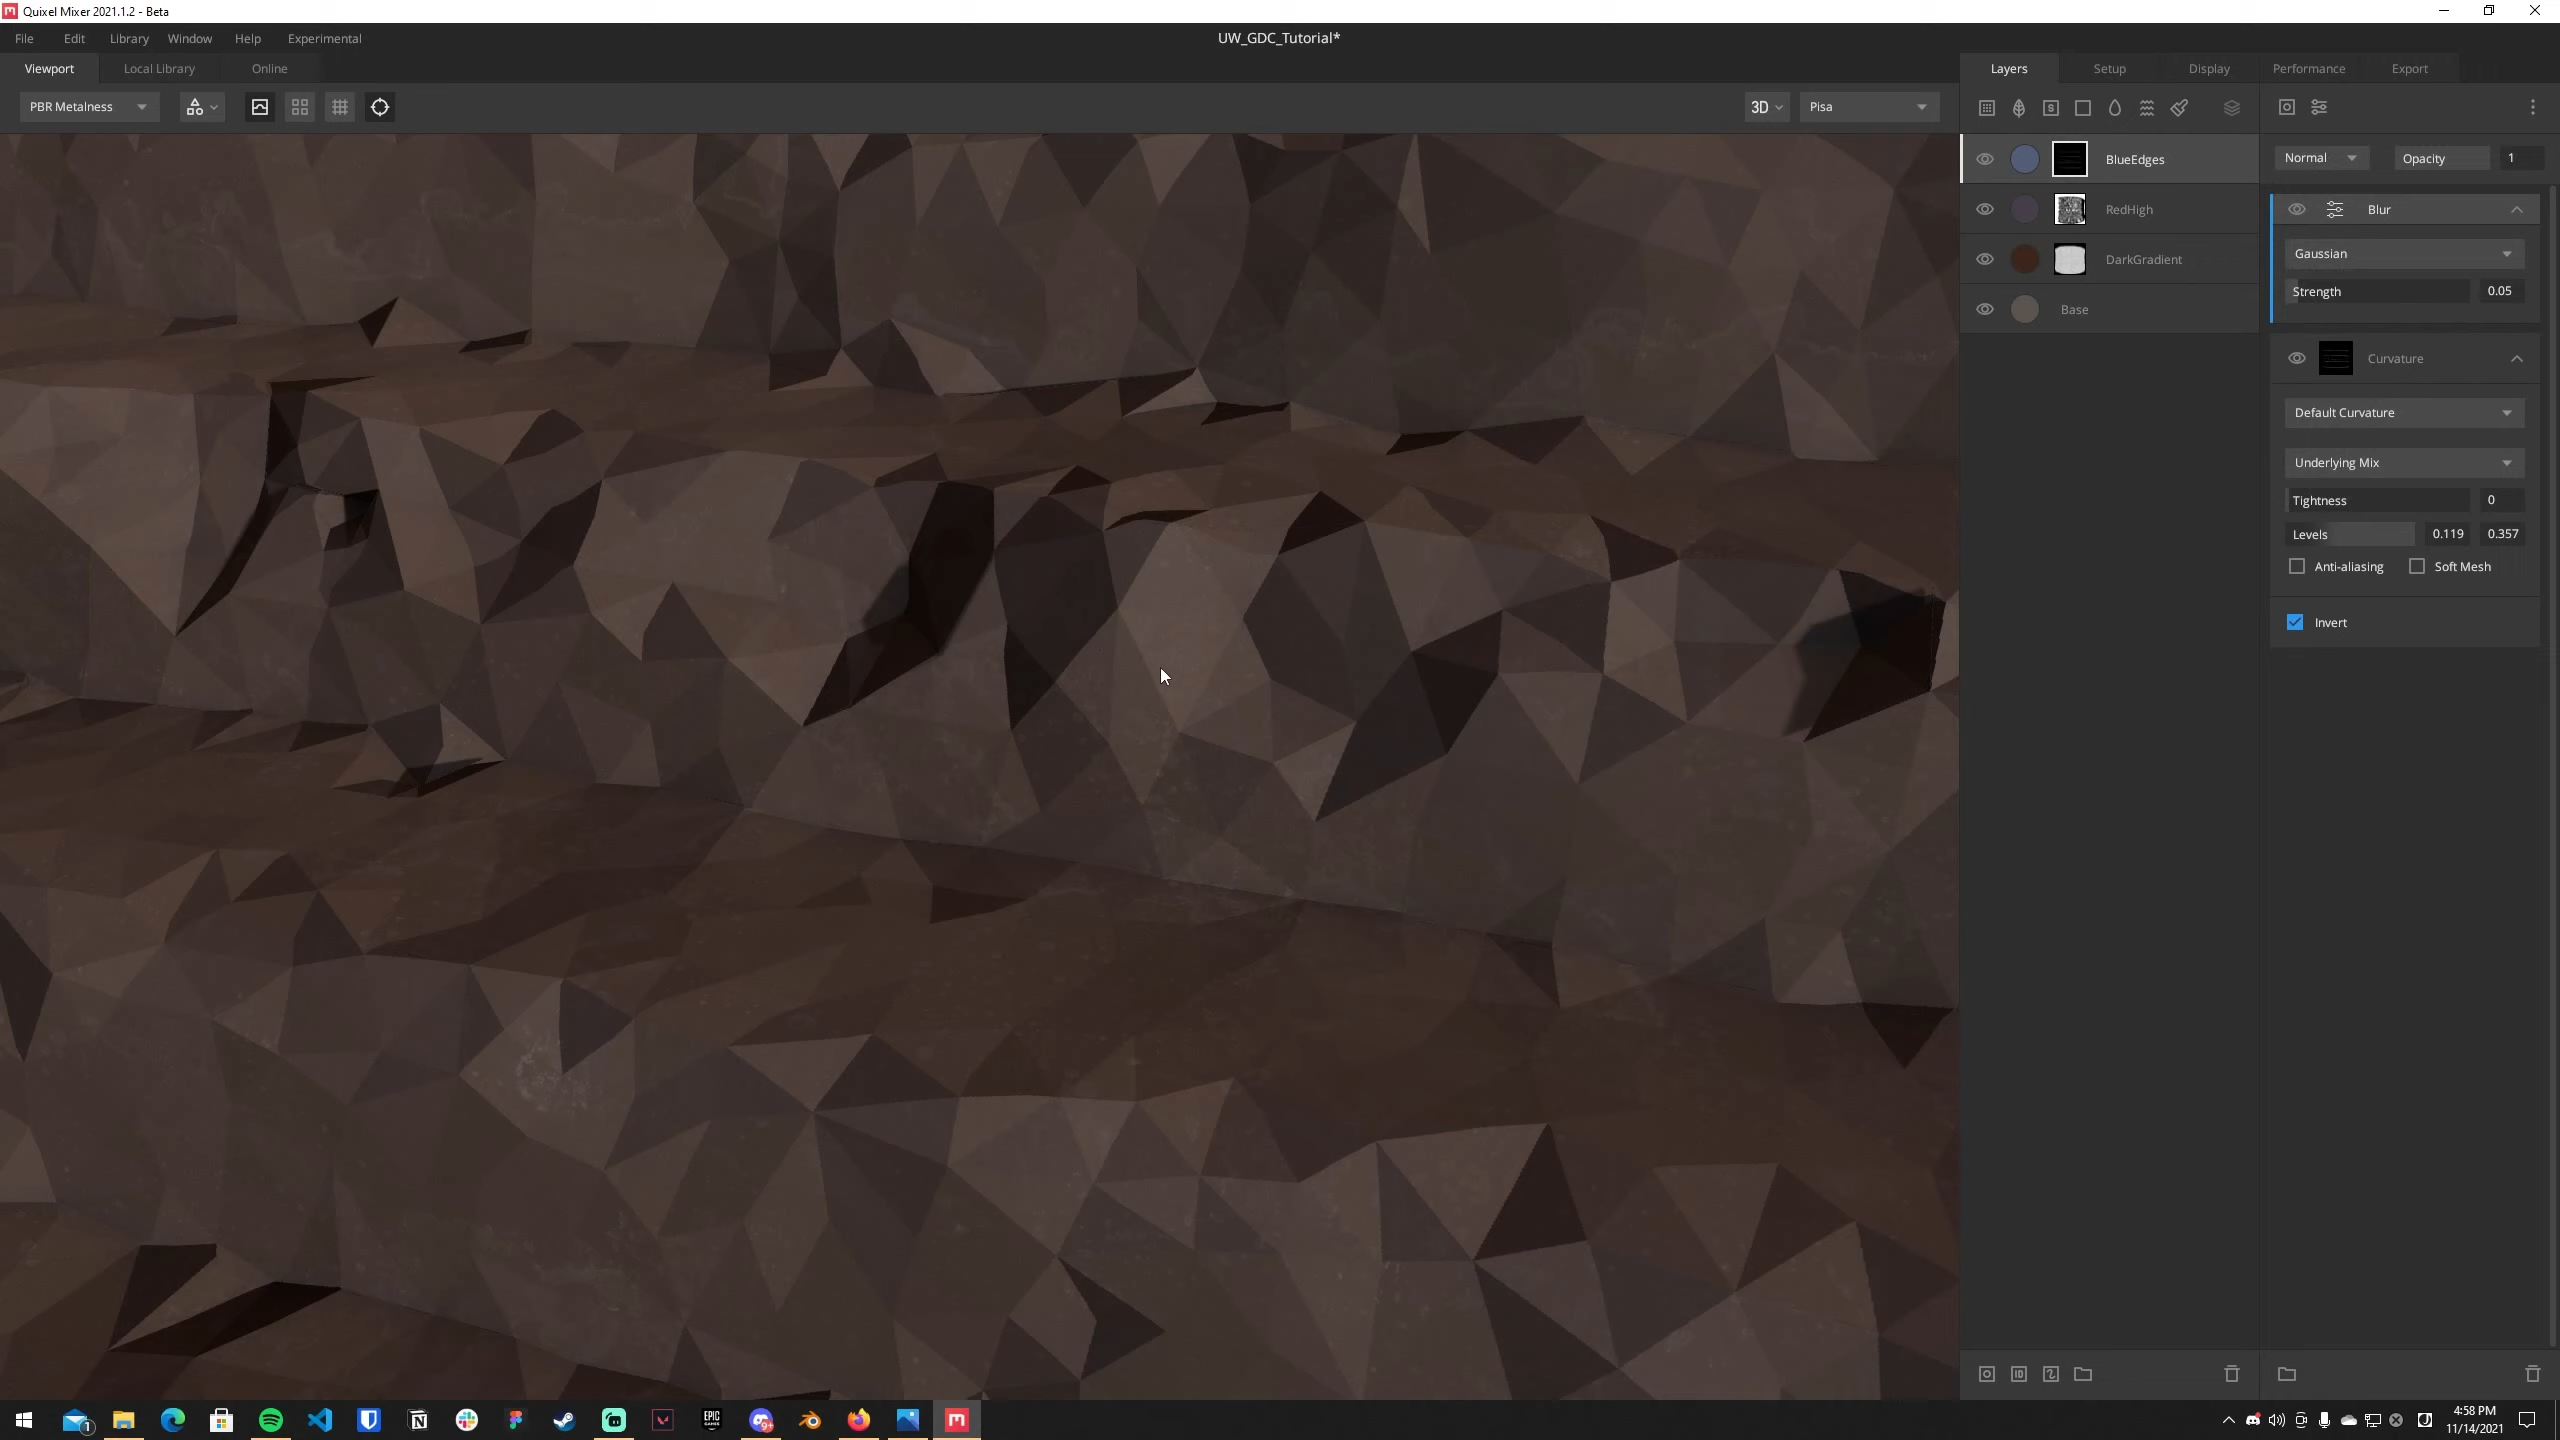 Quixel Mixer 2021.1.2 - Beta
File Edit Library Window Help Experimental
UW_GDC_Tutorial*
Viewport Local Library Online
Layers Setup Display Performance Export
PBR Metalness
3D Pisa
BlueEdges
Normal Opacity 1
RedHigh
Blur
DarkGradient
Gaussian
Strength 0.05
Base
Curvature
Default Curvature
Underlying Mix
Tightness 0
Levels 0.119 0.357
Anti-aliasing Soft Mesh
Invert
4:58 PM
11/14/2021